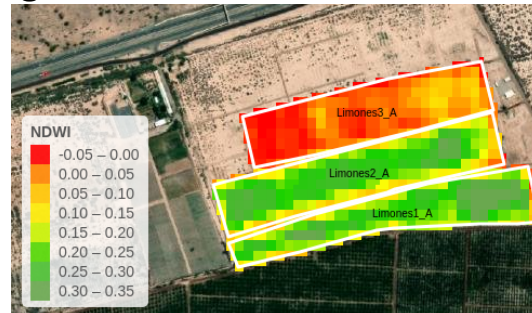 Limones3_A
Limones2_A
Limones1_A
NDWI
-0.05 – 0.00
0.00 – 0.05
0.05 – 0.10
0.10 – 0.15
0.15 – 0.20
0.20 – 0.25
0.25 – 0.30
0.30 – 0.35